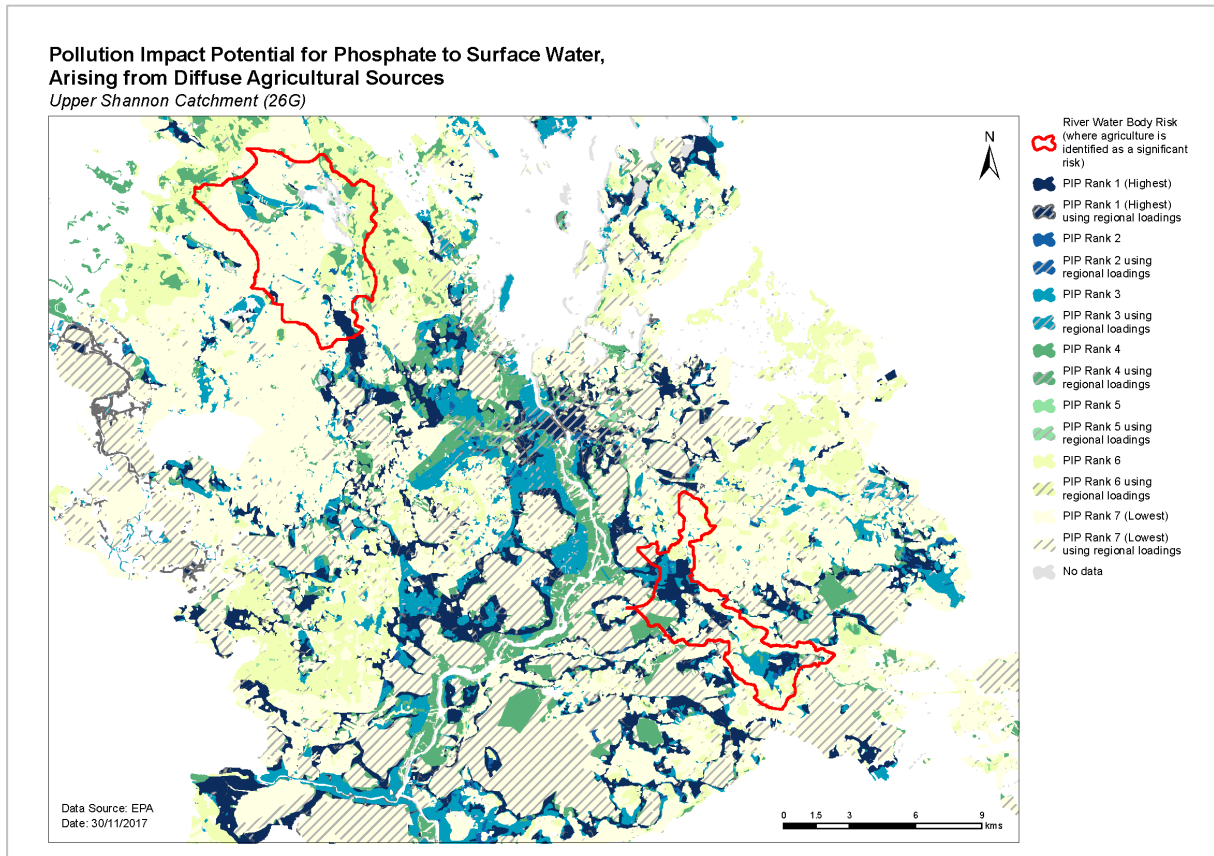 Pollution Impact Potential for Phosphate to Surface Water,
Arising from Diffuse Agricultural Sources
Upper Shannon Catchment (26G)
N
River Water Body Risk
(where agriculture is
identified as a significant
risk)
PIP Rank 1 (Highest)
PIP Rank 1 (Highest)
using regional loadings
PIP Rank 2
PIP Rank 2 using
regional loadings
PIP Rank 3
PIP Rank 3 using
regional loadings
PIP Rank 4
PIP Rank 4 using
regional loadings
PIP Rank 5
PIP Rank 5 using
regional loadings
PIP Rank 6
PIP Rank 6 using
regional loadings
PIP Rank 7 (Lowest)
PIP Rank 7 (Lowest)
using regional loadings
No data
Data Source: EPA
Date: 30/11/2017
0 1.5 3 6 9
kms